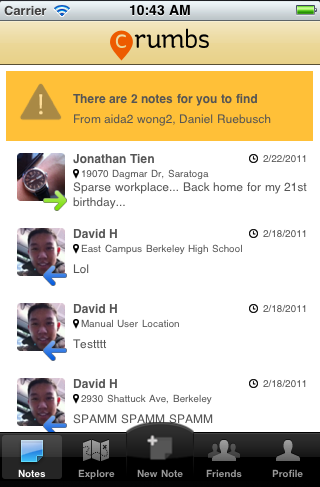 Carrier 10:43 AM
crumbs
There are 2 notes for you to find
From aida2 wong2, Daniel Ruebusch
Jonathan Tien 2/22/2011
19070 Dagmar Dr, Saratoga
Sparse workplace... Back home for my 21st
birthday...
David H 2/18/2011
East Campus Berkeley High School
Lol
David H 2/18/2011
Manual User Location
Testttt
David H 2/18/2011
2930 Shattuck Ave, Berkeley
SPAMM SPAMM SPAMM
Notes Explore New Note Friends Profile